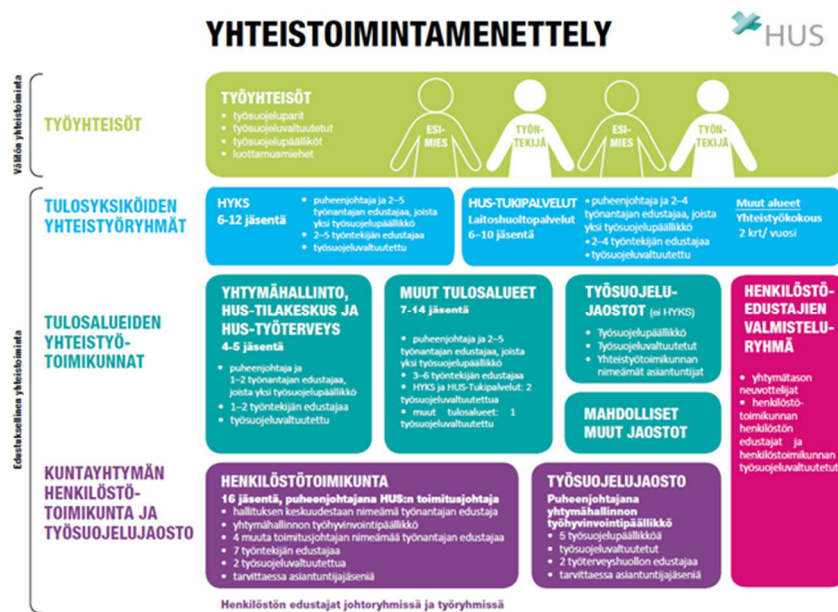 YHTEISTOIMINTAMENETTELY
HUS
Välitön yhteistoiminta
TYÖYHTEISÖT
TYÖYHTEISÖT
• työsuojeluparit
• työsuojeluvaltuutetut
• työsuojelupäälliköt
• luottamusmiehet
ESI-
MIES
TYÖN-
TEKIJÄ
ESI-
MIES
TYÖN-
TEKIJÄ
Edustuksellinen yhteistoiminta
TULOSYKSIKÖIDEN
YHTEISTYÖRYHMÄT
HYKS
6-12 jäsentä
• puheenjohtaja ja 2–5
työnantajan edustajaa, joista
yksi työsuojelupäällikkö
• 2–5 työntekijän edustajaa
• työsuojeluvaltuutettu
HUS-TUKIPALVELUT
Laitoshuoltopalvelut
6–10 jäsentä
• puheenjohtaja ja 2–4
työnantajan edustajaa, joista
yksi työsuojelupäällikkö
• 2–4 työntekijän edustajaa
• työsuojeluvaltuutettu
Muut alueet
Yhteistyökokous
2 krt/ vuosi
TULOSALUEIDEN
YHTEISTYÖ-
TOIMIKUNNAT
YHTYMÄHALLINTO,
HUS-TILAKESKUS JA
HUS-TYÖTERVEYS
4–5 jäsentä
• puheenjohtaja ja
1–2 työnantajan edustajaa,
joista yksi työsuojelupäällikkö
• 1–2 työntekijän edustajaa
• työsuojeluvaltuutettu
MUUT TULOSALUEET
7-14 jäsentä
• puheenjohtaja ja 2–5
työnantajan edustajaa, joista
yksi työsuojelupäällikkö
• 3–6 työntekijän edustajaa
• HYKS ja HUS-Tukipalvelut: 2
työsuojeluvaltuutettua
• muut tulosalueet: 1
työsuojeluvaltuutettu
TYÖSUOJELU-
JAOSTOT (ei HYKS)
• Työsuojelupäällikkö
• Työsuojeluvaltuutetut
• Yhteistyötoimikunnan
nimeämät asiantuntijat
MAHDOLLISET
MUUT JAOSTOT
HENKILÖSTÖ-
EDUSTAJIEN
VALMISTELU-
RYHMÄ
• yhtymätason
neuvottelijat
• henkilöstö-
toimikunnan
henkilöstön
edustajat ja
henkilöstoimikunnan
työsuojeluvaltuutetut
KUNTAYHTYMÄN
HENKILÖSTÖ-
TOIMIKUNTA JA
TYÖSUOJELUJAOSTO
HENKILÖSTÖTOIMIKUNTA
16 jäsentä, puheenjohtajana HUS:n toimitusjohtaja
• hallituksen keskuudestaan nimeämä työnantajan edustaja
• yhtymähallinnon työhyvinvointipäällikkö
• 4 muuta toimitusjohtajan nimeämää työnantajan edustajaa
• 7 työntekijän edustajaa
• 2 työsuojeluvaltuutettua
• tarvittaessa asiantuntijajäseniä
TYÖSUOJELUJAOSTO
Puheenjohtajana
yhtymähallinnon
työhyvinvointipäällikkö
• 5 työsuojelupäällikköä
• työsuojeluvaltuutetut
• 2 työterveyshuollon edustajaa
• tarvittaessa asiantuntijajäseniä
Henkilöstön edustajat johtoryhmissä ja työryhmissä